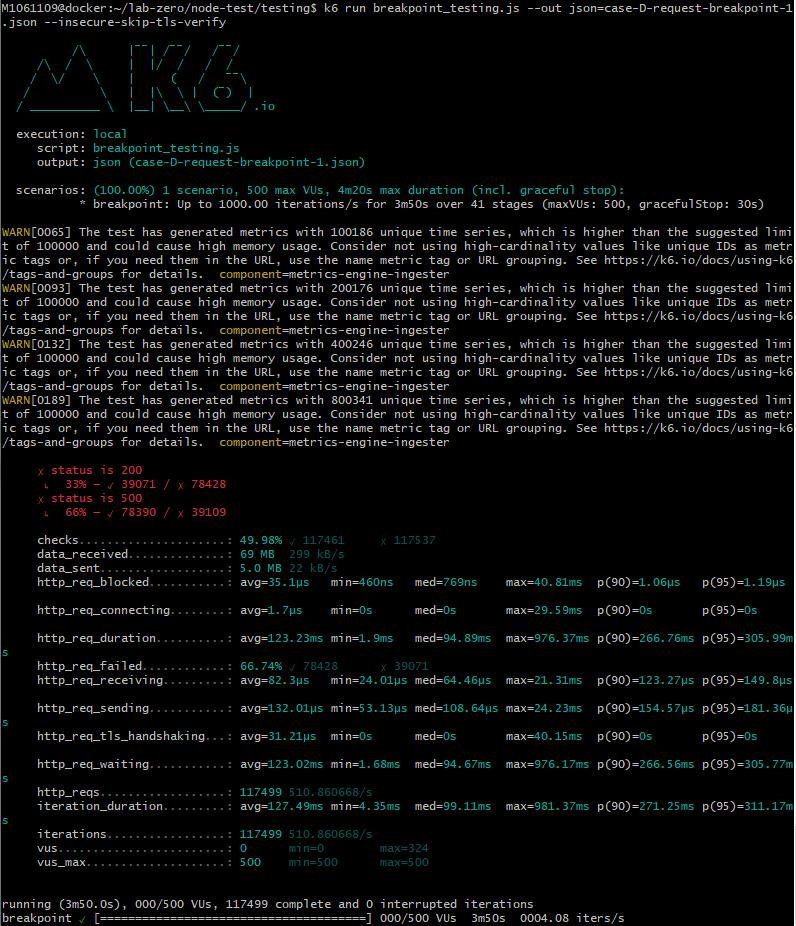 M1061109@docker:~/lab-zero/node-test/testing$ k6 run breakpoint_testing.js --out json=case-D-request-breakpoint-1
.json --insecure-skip-tls-verify
.io
execution: local
script: breakpoint_testing.js
output: json (case-D-request-breakpoint-1.json)
scenarios: (100.00%) 1 scenario, 500 max VUs, 4m20s max duration (incl. graceful stop):
* breakpoint: Up to 1000.00 iterations/s for 3m50s over 41 stages (maxVUs: 500, gracefulStop: 30s)
WARN[0065] The test has generated metrics with 100186 unique time series, which is higher than the suggested limi
t of 100000 and could cause high memory usage. Consider not using high-cardinality values like unique IDs as metr
ic tags or, if you need them in the URL, use the name metric tag or URL grouping. See https://k6.io/docs/using-k6
/tags-and-groups for details.  component=metrics-engine-ingester
WARN[0093] The test has generated metrics with 200176 unique time series, which is higher than the suggested limi
t of 100000 and could cause high memory usage. Consider not using high-cardinality values like unique IDs as metr
ic tags or, if you need them in the URL, use the name metric tag or URL grouping. See https://k6.io/docs/using-k6
/tags-and-groups for details.  component=metrics-engine-ingester
WARN[0132] The test has generated metrics with 400246 unique time series, which is higher than the suggested limi
t of 100000 and could cause high memory usage. Consider not using high-cardinality values like unique IDs as metr
ic tags or, if you need them in the URL, use the name metric tag or URL grouping. See https://k6.io/docs/using-k6
/tags-and-groups for details.  component=metrics-engine-ingester
WARN[0189] The test has generated metrics with 800341 unique time series, which is higher than the suggested limi
t of 100000 and could cause high memory usage. Consider not using high-cardinality values like unique IDs as metr
ic tags or, if you need them in the URL, use the name metric tag or URL grouping. See https://k6.io/docs/using-k6
/tags-and-groups for details.  component=metrics-engine-ingester
✗ status is 200
↳  33% — ✓ 39071 / ✗ 78428
✗ status is 500
↳  66% — ✓ 78390 / ✗ 39109
checks.....................: 49.98% ✓ 117461     ✗ 117537
data_received..............: 69 MB  299 kB/s
data_sent..................: 5.0 MB 22 kB/s
http_req_blocked...........: avg=35.1µs   min=460ns   med=769ns    max=40.81ms  p(90)=1.06µs   p(95)=1.19µs
http_req_connecting........: avg=1.7µs    min=0s      med=0s       max=29.59ms  p(90)=0s       p(95)=0s
http_req_duration..........: avg=123.23ms min=1.9ms   med=94.89ms  max=976.37ms p(90)=266.76ms p(95)=305.99m
s
http_req_failed............: 66.74% ✓ 78428      ✗ 39071
http_req_receiving.........: avg=82.3µs   min=24.01µs med=64.46µs  max=21.31ms  p(90)=123.27µs p(95)=149.8µs
http_req_sending...........: avg=132.01µs min=53.13µs med=108.64µs max=24.23ms  p(90)=154.57µs p(95)=181.36µ
s
http_req_tls_handshaking...: avg=31.21µs  min=0s      med=0s       max=40.15ms  p(90)=0s       p(95)=0s
http_req_waiting...........: avg=123.02ms min=1.68ms  med=94.67ms  max=976.17ms p(90)=266.56ms p(95)=305.77m
s
http_reqs..................: 117499 510.860668/s
iteration_duration.........: avg=127.49ms min=4.35ms  med=99.11ms  max=981.37ms p(90)=271.25ms p(95)=311.17m
s
iterations.................: 117499 510.860668/s
vus........................: 0      min=0        max=324
vus_max....................: 500    min=500      max=500
running (3m50.0s), 000/500 VUs, 117499 complete and 0 interrupted iterations
breakpoint ✓ [======================================] 000/500 VUs  3m50s  0004.08 iters/s